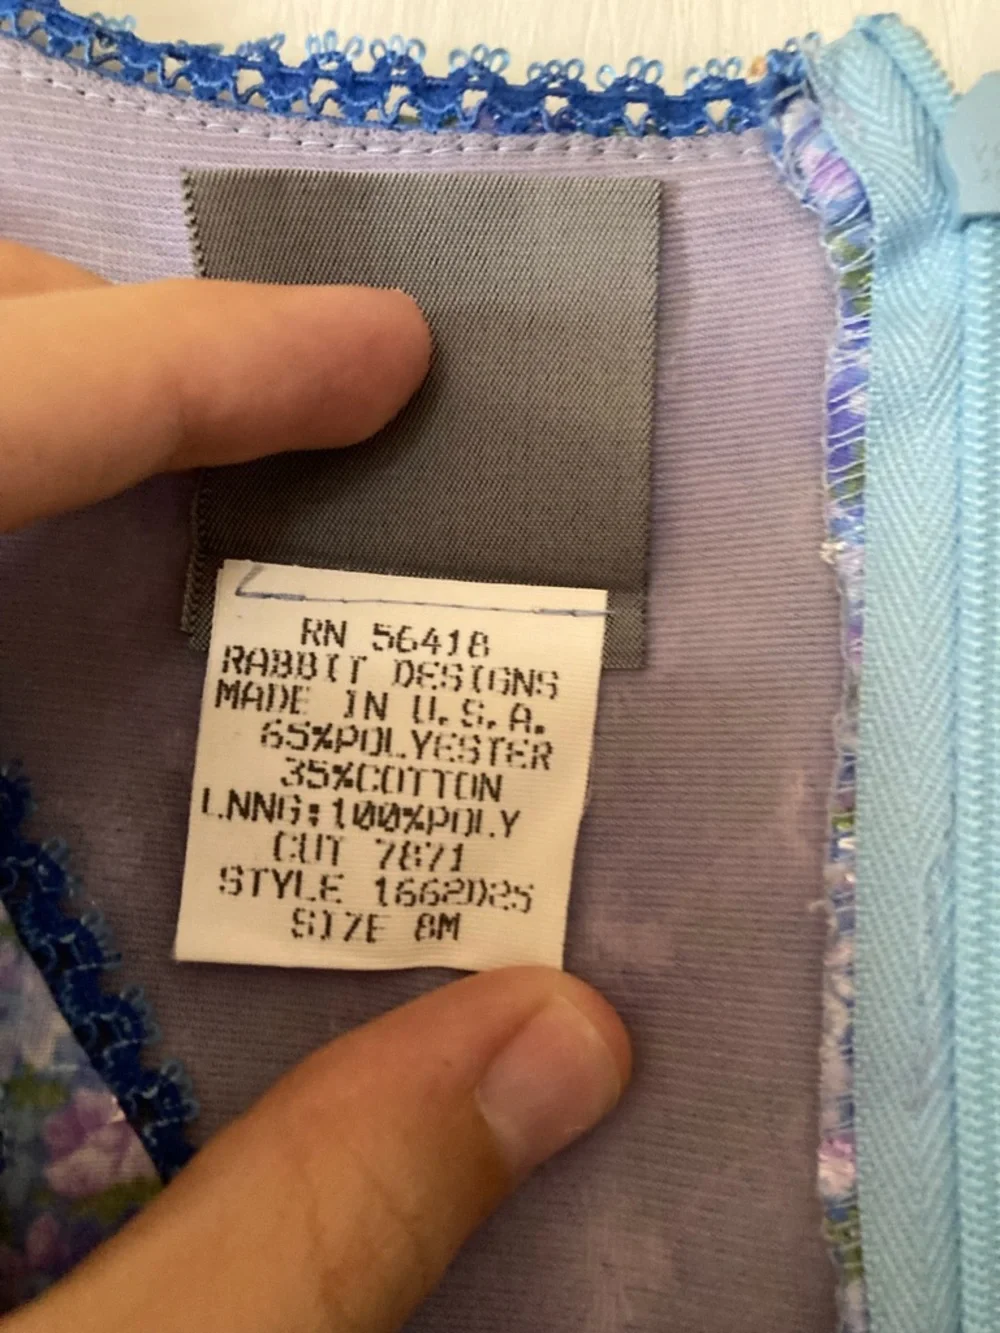 RN 56418
RABBIT DESIGNS
MADE IN U.S.A.
65%POLYESTER
35%COTTON
LNNG:100%POLY
CUT 7871
STYLE 1662D25
SIZE 8M